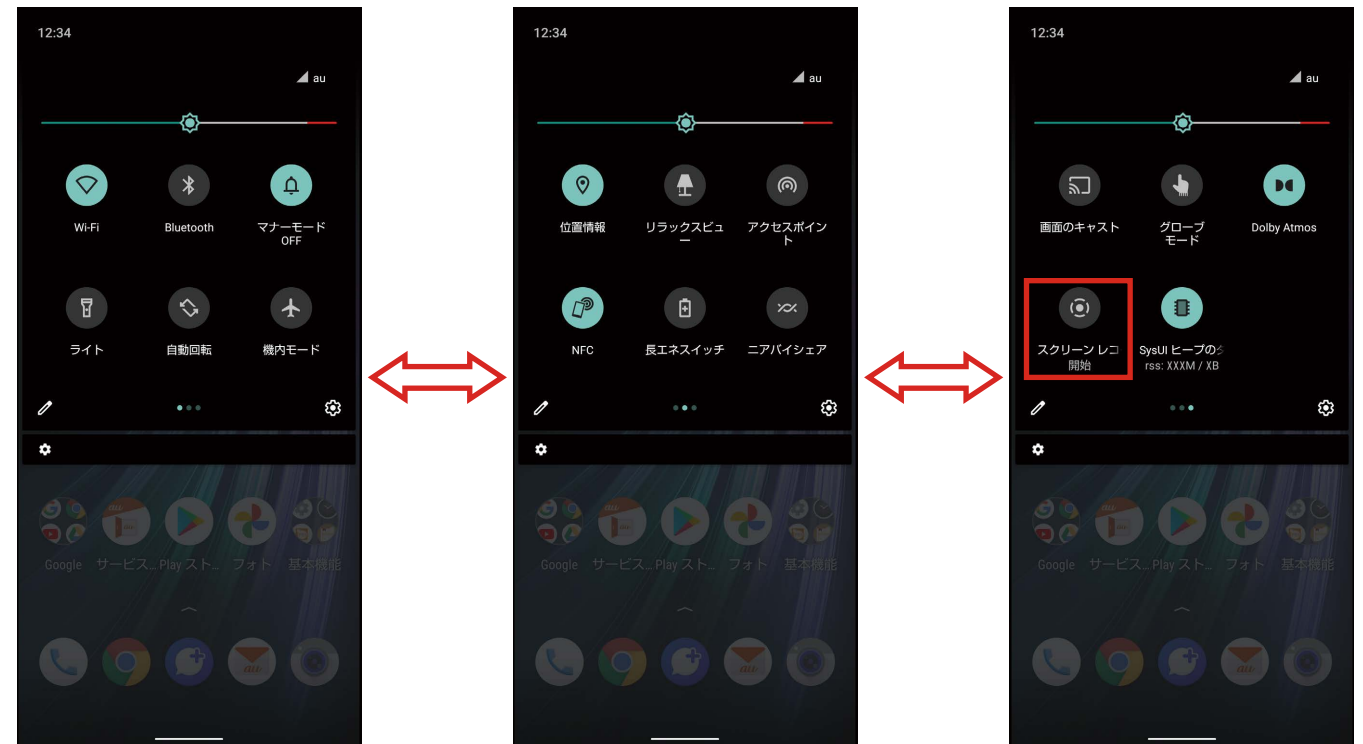 12:34
au
Wi-Fi
Bluetooth
マナーモード
OFF
ライト
自動回転
機内モード
Google
サービス...
Play スト...
フォト
基本機能
12:34
au
位置情報
リラックスビュ
ー
アクセスポイン
ト
NFC
長エネスイッチ
ニアバイシェア
Google
サービス...
Play スト...
フォト
基本機能
12:34
au
画面のキャスト
グローブ
モード
Dolby Atmos
スクリーン レコ
開始
SysUI ヒープのダ
rss: XXXM / XB
Google
サービス...
Play スト...
フォト
基本機能